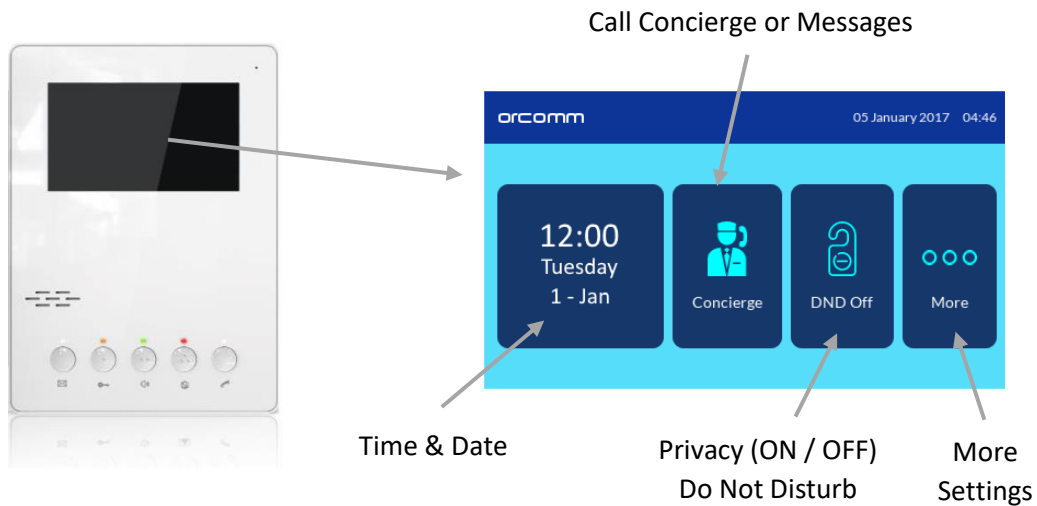 Call Concierge or Messages
orcomm
05 January 2017 04:46
12:00
Tuesday
1 - Jan
Concierge
DND Off
More
Time & Date
Privacy (ON / OFF)
Do Not Disturb
More
Settings